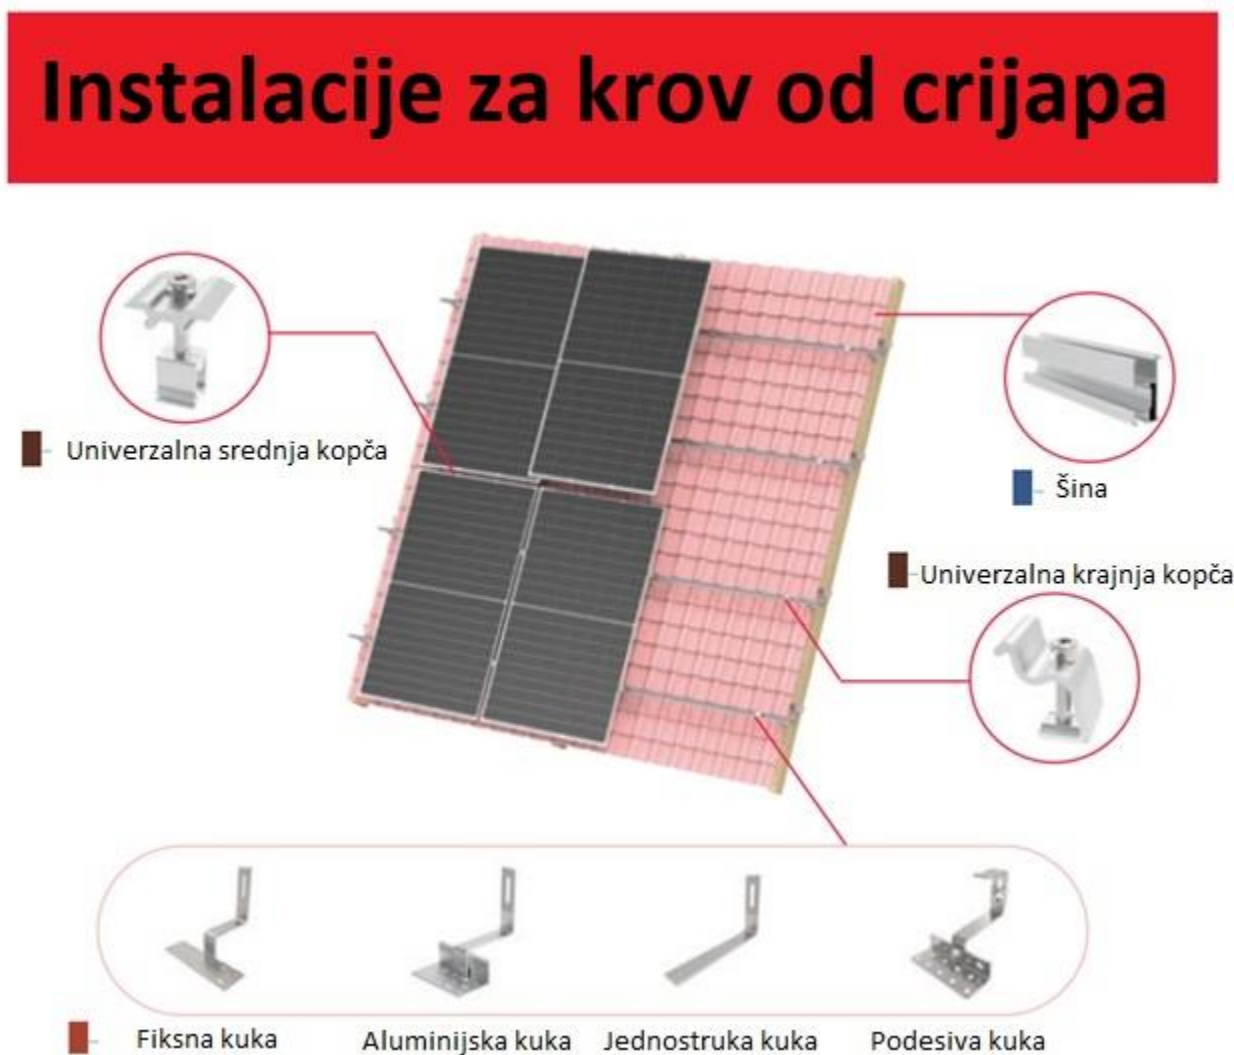 Instalacije za krov od crijapa
Univerzalna srednja kopča
Šina
Univerzalna krajnja kopča
Fiksna kuka
Aluminijska kuka
Jednostruka kuka
Podesiva kuka